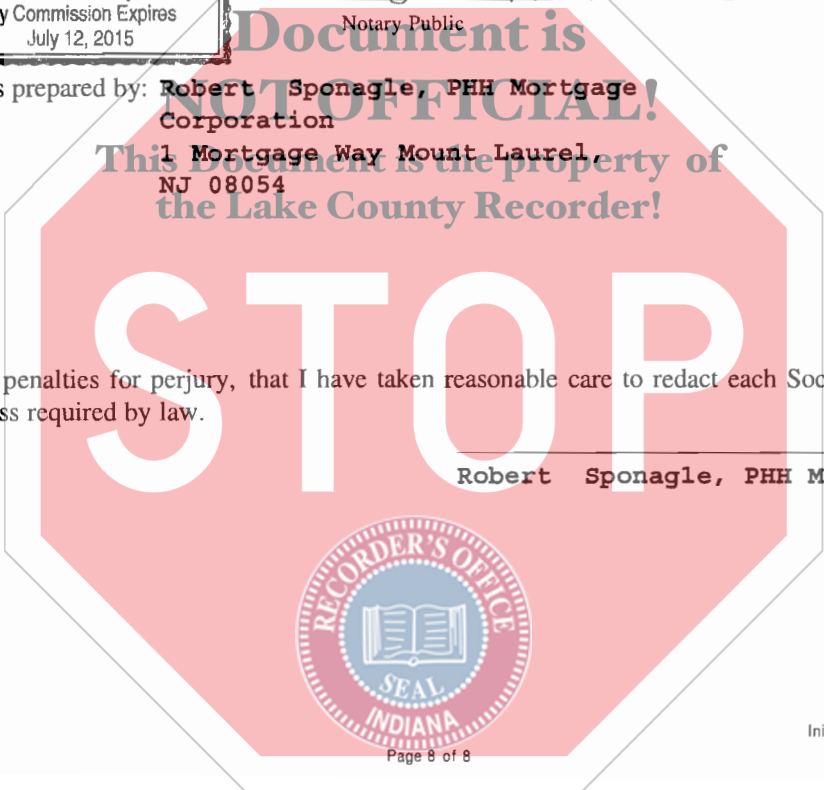 y Commission Expires
July 12, 2015
Notary Public
Document is
s prepared by: Robert Sponagle, PHH Mortgage
NOT OFFICIAL!
Corporation
1 Mortgage Way Mount Laurel,
This Document is the property of
NJ 08054
the Lake County Recorder!
STOP
penalties for perjury, that I have taken reasonable care to redact each Soc
ss required by law.
Robert Sponagle, PHH M
RECORDER'S OFFICE
SEAL
INDIANA
Ini
Page 8 of 8